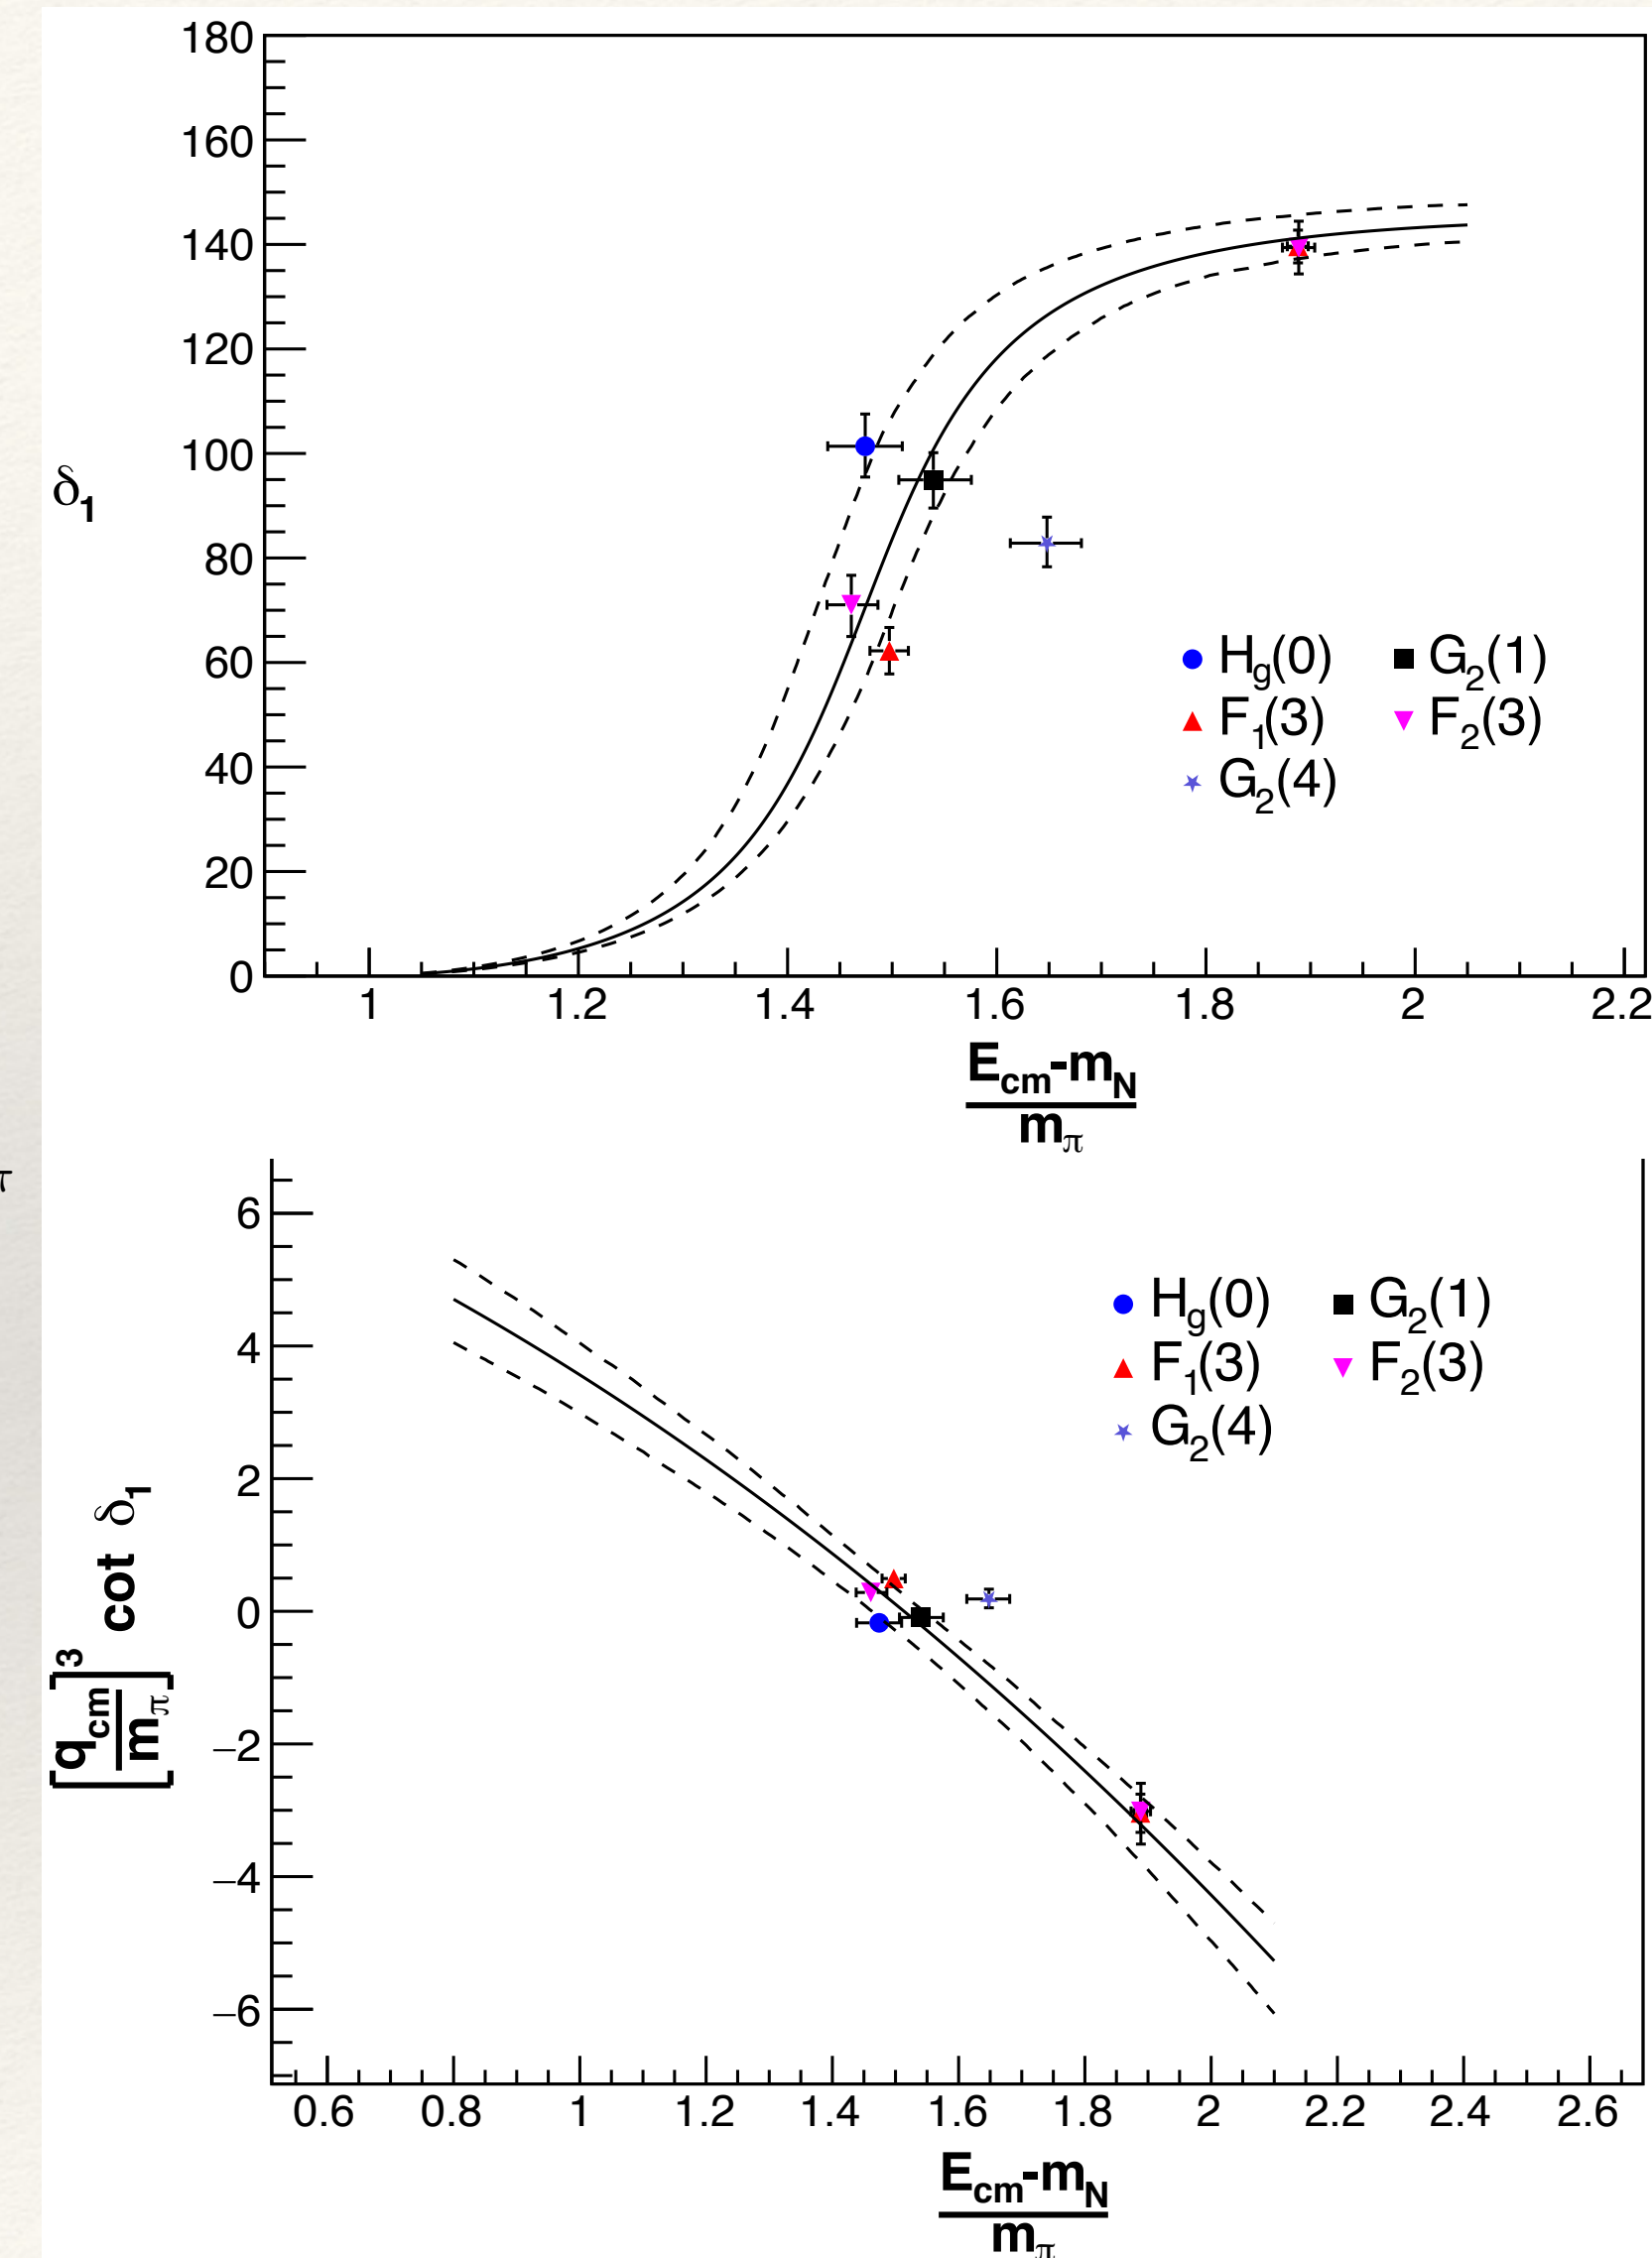 180
160
140
120
100
80
60
40
20
0
δ1
Hg(0) G2(1)
F1(3) F2(3)
G2(4)
1 1.2 1.4 1.6 1.8 2 2.2
Ecm-mN
mπ
π
6
4
2
0
−2
−4
−6
[qcm/mπ]3 cot δ1
Hg(0) G2(1)
F1(3) F2(3)
G2(4)
0.6 0.8 1 1.2 1.4 1.6 1.8 2 2.2 2.4 2.6
Ecm-mN
mπ